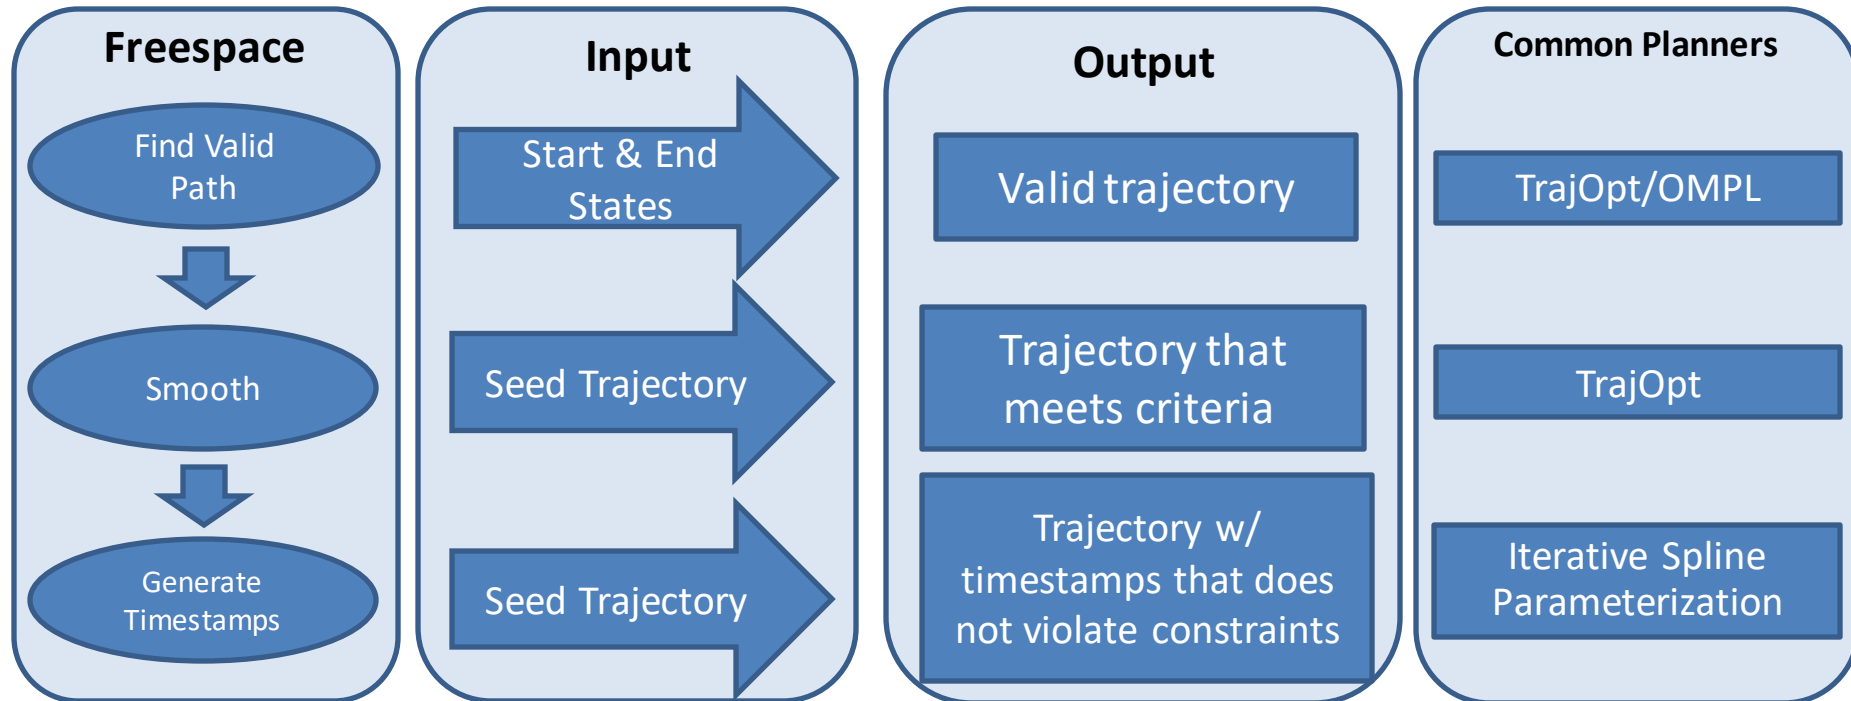 Freespace
Find Valid
Path
Smooth
Generate
Timestamps
Input
Start & End
States
Seed Trajectory
Seed Trajectory
Output
Valid trajectory
Trajectory that
meets criteria
Trajectory w/
timestamps that does
not violate constraints
Common Planners
TrajOpt/OMPL
TrajOpt
Iterative Spline
Parameterization